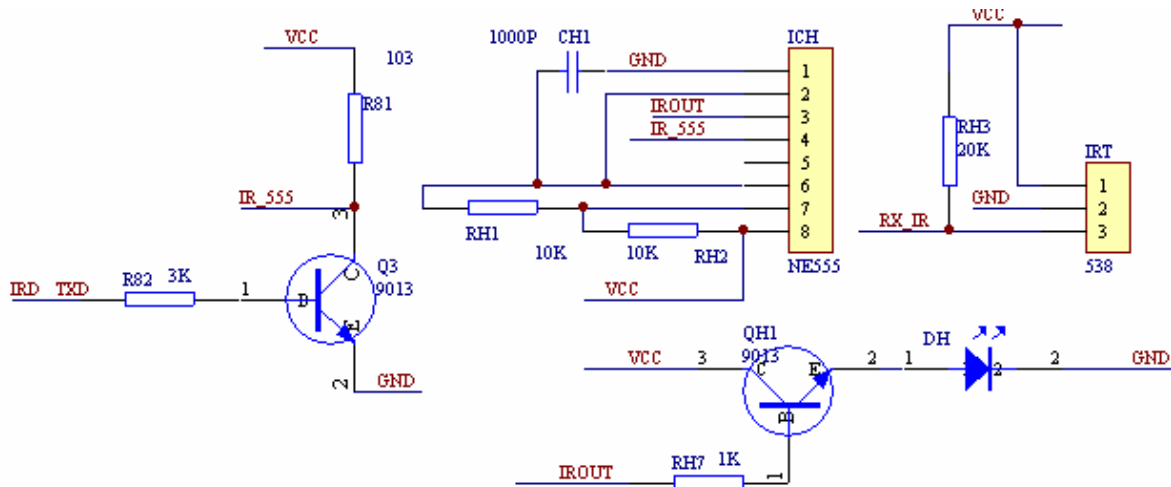 VCC
103
R81
IR_555
3
C
Q3
9013
IRD TXD
R82
3K
1
B
E
2
GND
1000P
CH1
GND
ICH
1
2
IROUT
3
IR_555
4
5
6
7
8
RH1
10K
10K
RH2
NE555
VCC
VCC
RH3
20K
IRT
1
GND
2
RX_IR
3
538
VCC
3
QH1
9013
C
E
2
1
DH
2
2
GND
B
IROUT
RH7
1K
1